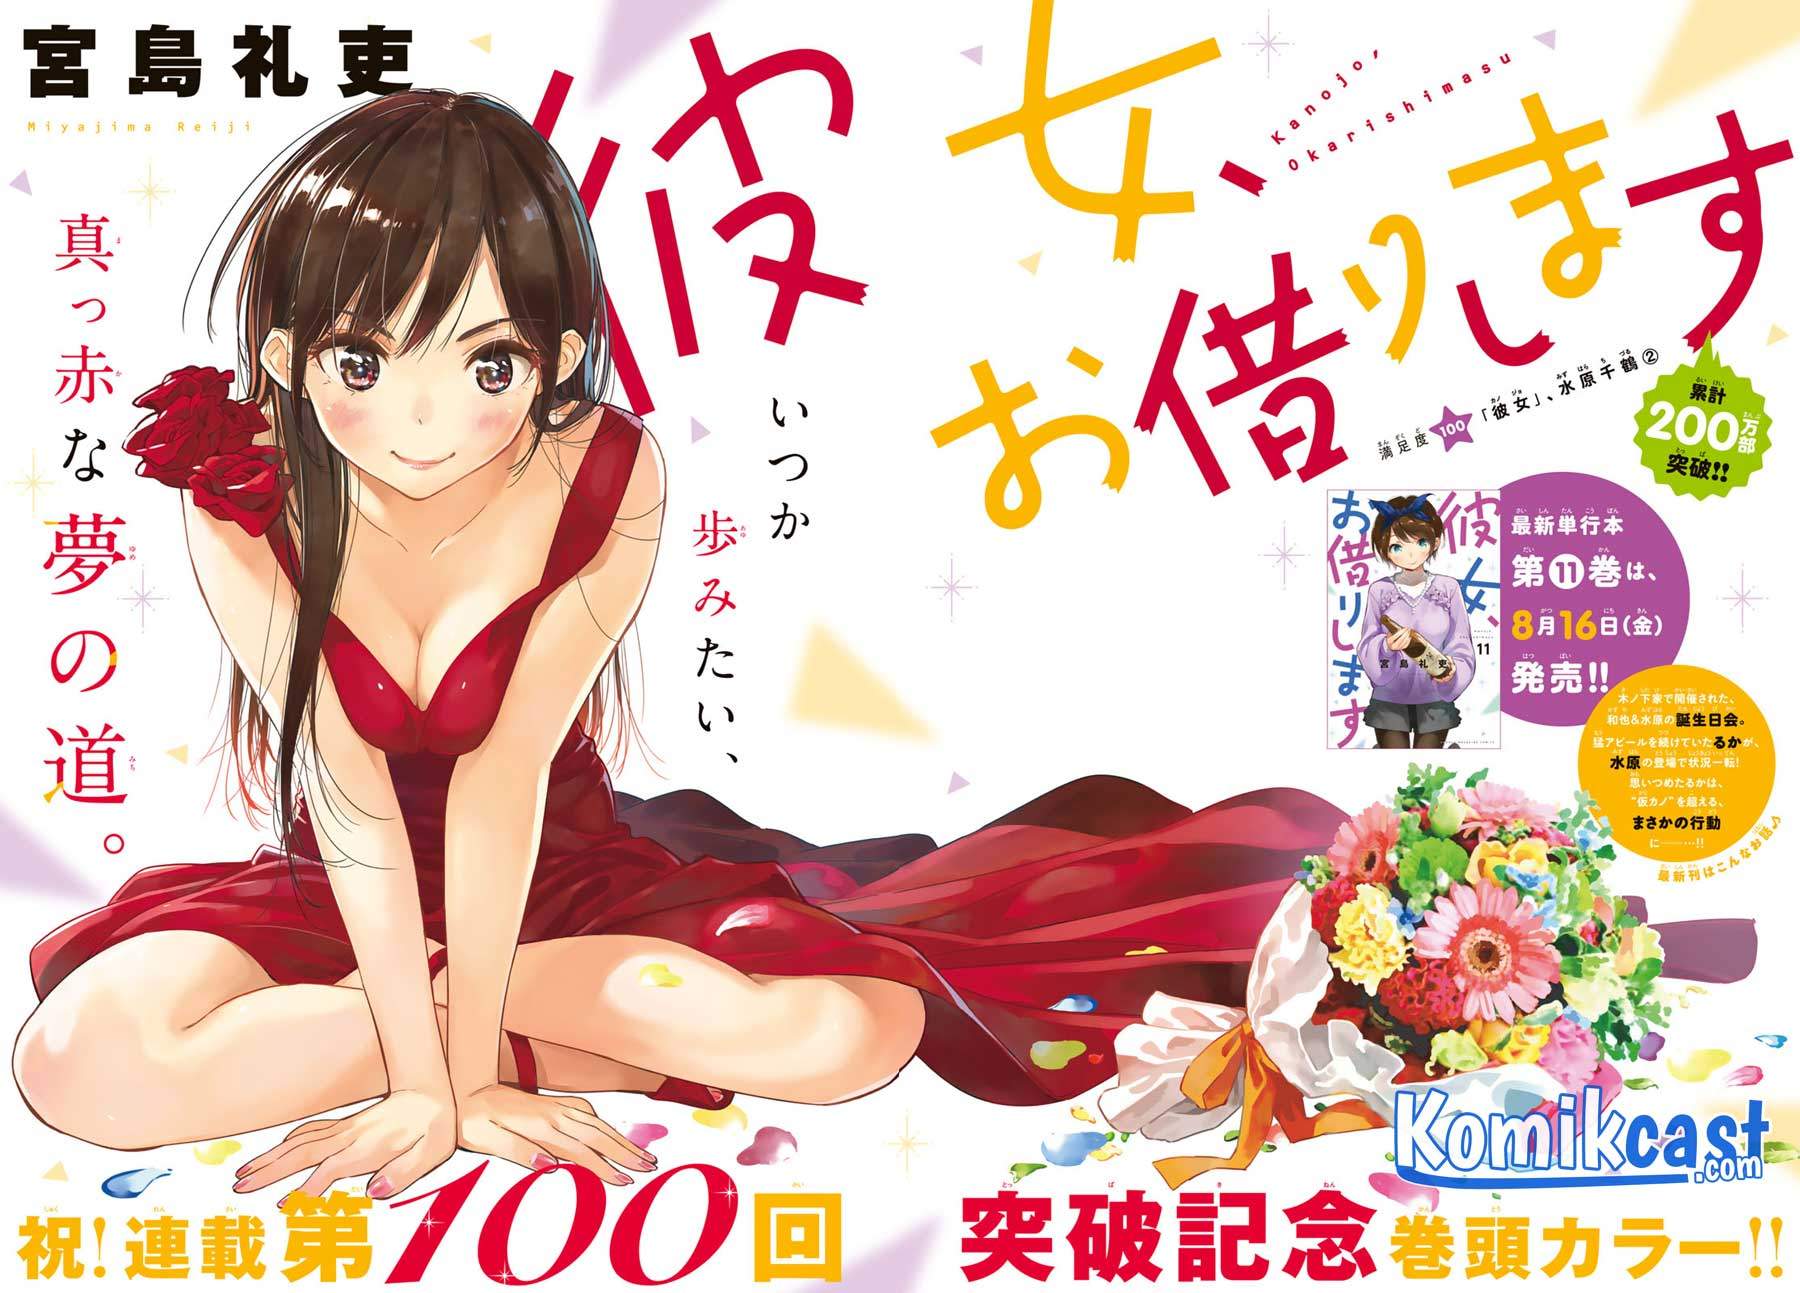 宮島礼吏
Miyajima Reiji
彼女、お借りします
Kanojo,
Okarishimasu
満足度100「彼女」、水原千鶴②
累計
200万部
突破!!
いつか
歩みたい、
真っ赤な夢の道。
彼女、
お借りします
宮島礼吏
11
最新単行本
第11巻は、
8月16日(金)
発売!!
木ノ下家で開催された、
和也&水原の誕生日会。
猛アピールを続けていたるかが、
水原の登場で状況一転!
思いつめたるかは、
“仮カノ”を超える、
まさかの行動
に――…!!
最新刊はこんなお話♪
Komikcast
.com
祝!連載第100回 突破記念巻頭カラー!!